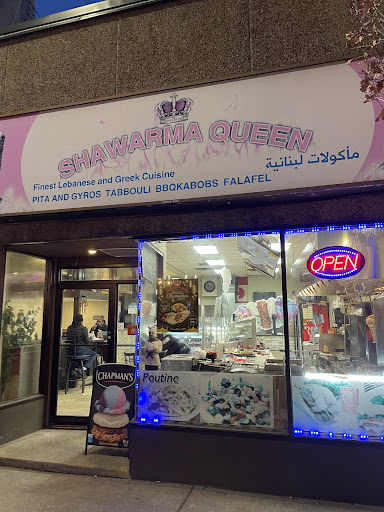 SHAWARMA QUEEN
Finest Lebanese and Greek Cuisine
مأكولات لبنانية
PITA AND GYROS TABBOULI BBQKABOBS FALAFEL
OPEN
CHAPMAN'S
Poutine